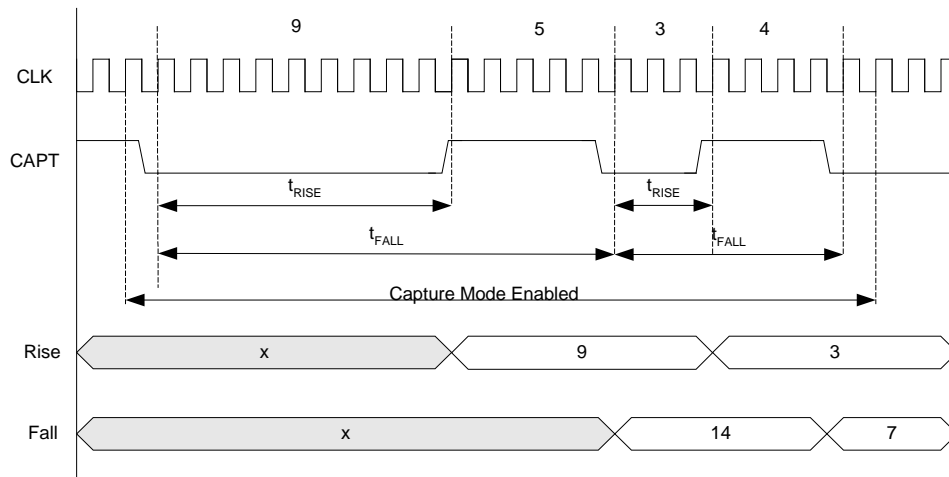 9
5
3
4
CLK
CAPT
tRISE
tRISE
tFALL
tFALL
Capture Mode Enabled
Rise
x
9
3
Fall
x
14
7